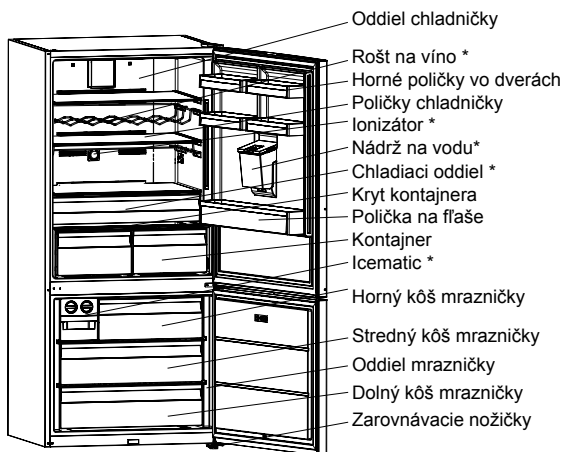 Oddiel chladničky
Rošt na víno *
Horné poličky vo dverách
Poličky chladničky
Ionizátor *
Nádrž na vodu*
Chladiaci oddiel *
Kryt kontajnera
Polička na fľaše
Kontajner
Icematic *
Horný kôš mrazničky
Stredný kôš mrazničky
Oddiel mrazničky
Dolný kôš mrazničky
Zarovnávacie nožičky